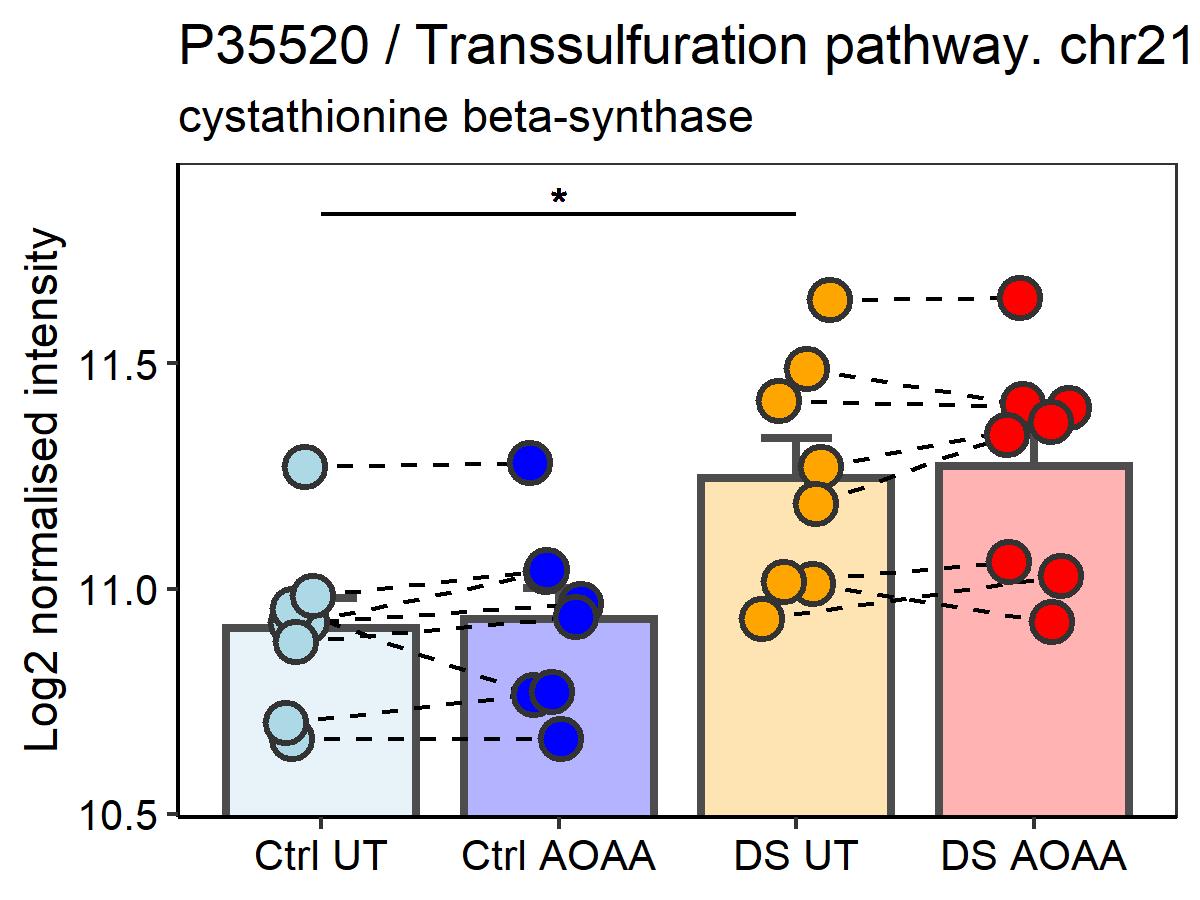 P35520 / Transsulfuration pathway. chr21
cystathionine beta-synthase
*
Log2 normalised intensity
11.5
11.0
10.5
Ctrl UT
Ctrl AOAA
DS UT
DS AOAA